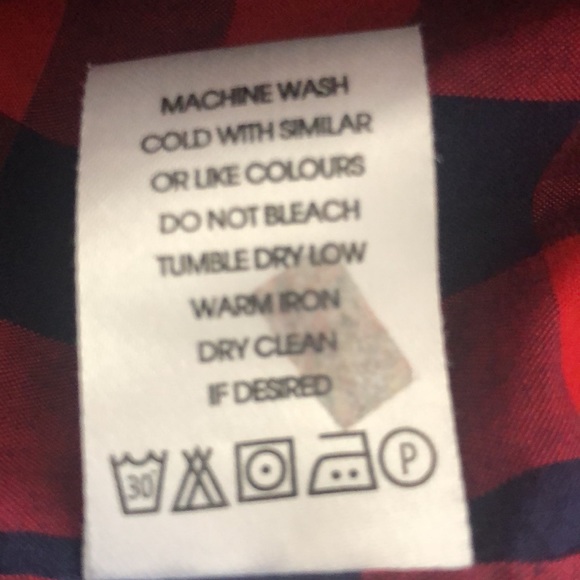 MACHINE WASH
COLD WITH SIMILAR
OR LIKE COLOURS
DO NOT BLEACH
TUMBLE DRY LOW
WARM IRON
DRY CLEAN
IF DESIRED
30 P